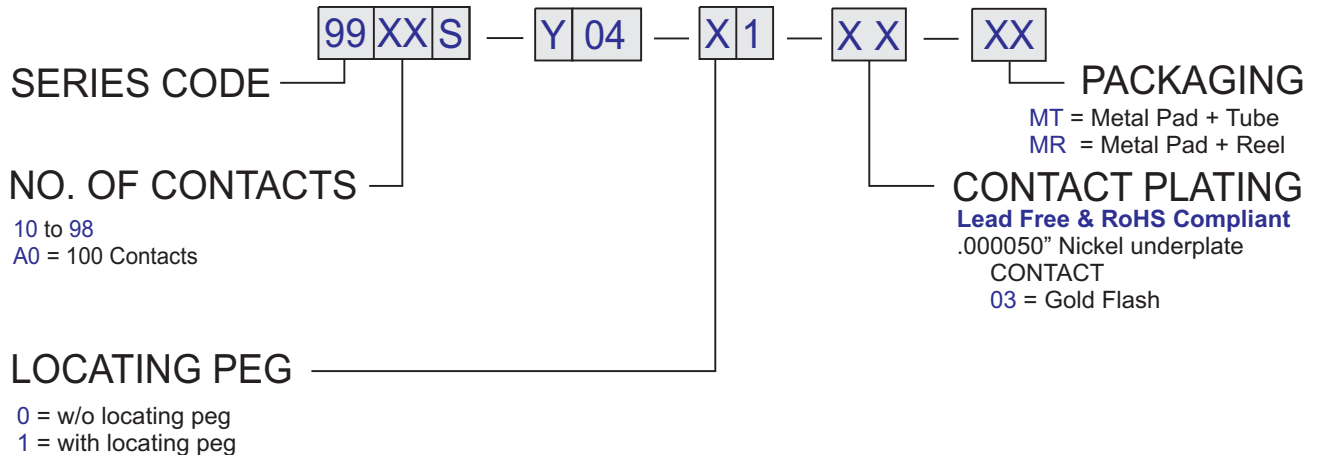 99 XX S — Y 04 — X 1 — X X — XX
SERIES CODE
PACKAGING
MT = Metal Pad + Tube
MR = Metal Pad + Reel
NO. OF CONTACTS
10 to 98
A0 = 100 Contacts
CONTACT PLATING
Lead Free & RoHS Compliant
.000050” Nickel underplate
CONTACT
03 = Gold Flash
LOCATING PEG
0 = w/o locating peg
1 = with locating peg